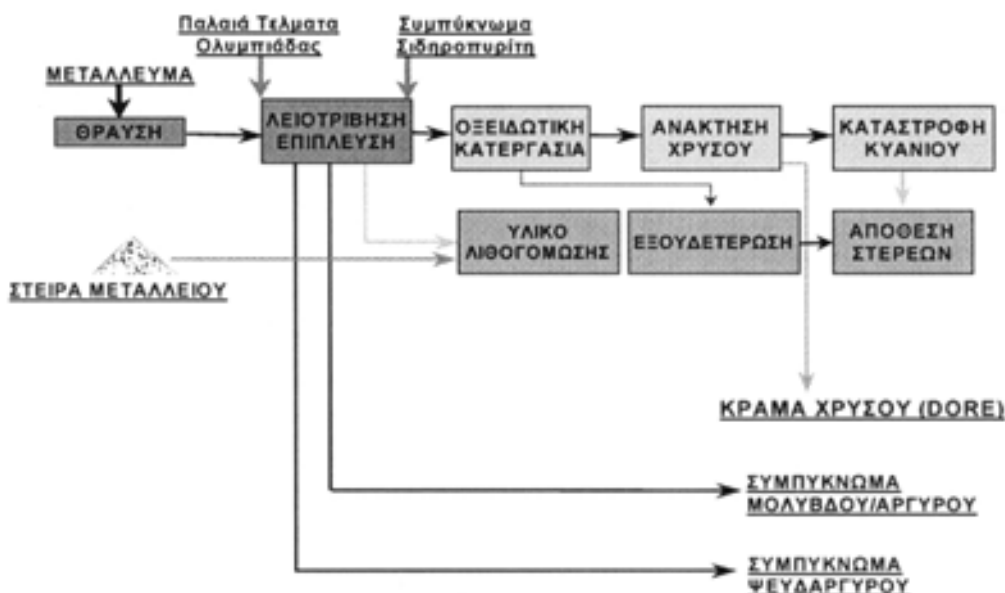 Παλαιά Τέλματα
Ολυμπιάδας
Συμπύκνωμα
Σιδηροπυρίτη
ΜΕΤΑΛΛΕΥΜΑ
ΘΡΑΥΣΗ
ΛΕΙΟΤΡΙΒΗΣΗ
ΕΠΙΠΛΕΥΣΗ
ΟΞΕΙΔΩΤΙΚΗ
ΚΑΤΕΡΓΑΣΙΑ
ΑΝΑΚΤΗΣΗ
ΧΡΥΣΟΥ
ΚΑΤΑΣΤΡΟΦΗ
ΚΥΑΝΙΟΥ
ΥΛΙΚΟ
ΛΙΘΟΓΟΜΩΣΗΣ
ΕΞΟΥΔΕΤΕΡΩΣΗ
ΑΠΟΘΕΣΗ
ΣΤΕΡΕΩΝ
ΣΤΕΙΡΑ ΜΕΤΑΛΛΕΙΟΥ
ΚΡΑΜΑ ΧΡΥΣΟΥ (DORE)
ΣΥΜΠΥΚΝΩΜΑ
ΜΟΛΥΒΔΟΥ/ΑΡΓΥΡΟΥ
ΣΥΜΠΥΚΝΩΜΑ
ΨΕΥΔΑΡΓΥΡΟΥ